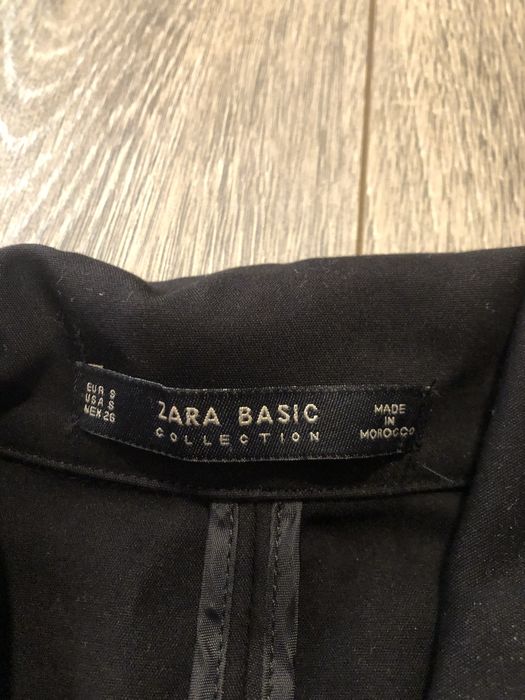 EUR S
USA S
MEX 26
ZARA BASIC
COLLECTION
MADE
IN
MOROCCO